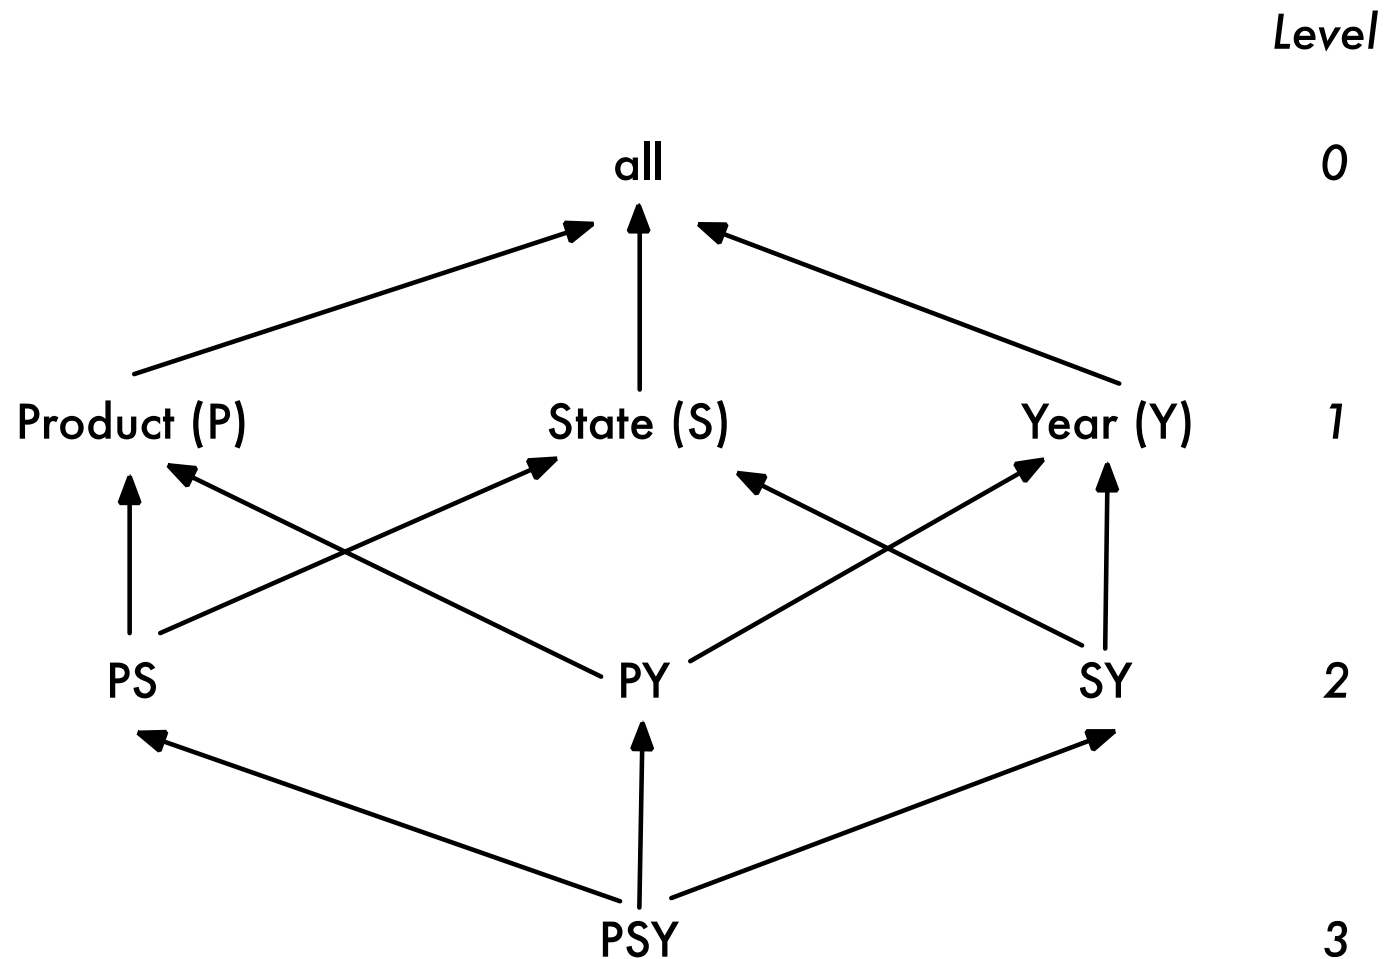 Level
all 0
Product (P) State (S) Year (Y) 1
PS PY SY 2
PSY 3